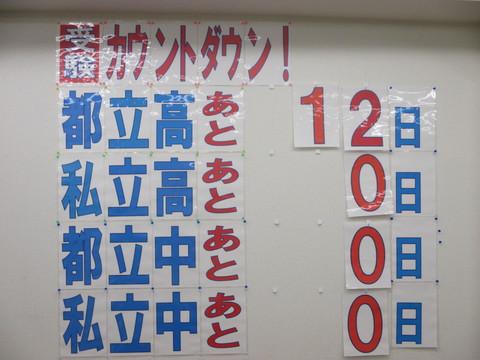 受験カウントダウン!
都立高あと12日
私立高あと0日
都立中あと0日
私立中あと0日